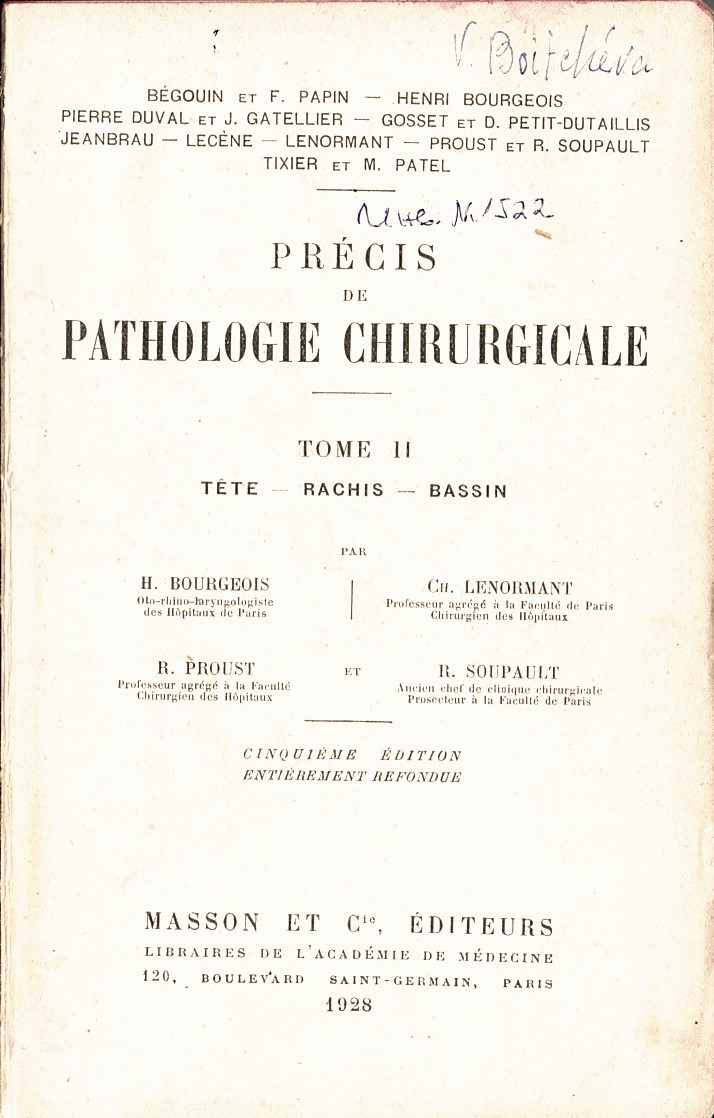 V. Boitchéva
BÉGOUIN ET F. PAPIN — HENRI BOURGEOIS
PIERRE DUVAL ET J. GATELLIER — GOSSET ET D. PETIT-DUTAILLIS
JEANBRAU — LECÈNE — LENORMANT — PROUST ET R. SOUPAULT
TIXIER ET M. PATEL
Инв. № 1522
PRÉCIS
DE
PATHOLOGIE CHIRURGICALE
TOME II
TÊTE — RACHIS — BASSIN
PAR
H. BOURGEOIS
Oto-rhino-laryngologiste
des Hôpitaux de Paris
CH. LENORMANT
Professeur agrégé à la Faculté de Paris
Chirurgien des Hôpitaux
R. PROUST
Professeur agrégé à la Faculté
Chirurgien des Hôpitaux
ET
R. SOUPAULT
Ancien chef de clinique chirurgicale
Prosecteur à la Faculté de Paris
CINQUIÈME ÉDITION
ENTIÈREMENT REFONDUE
MASSON ET Cie, ÉDITEURS
LIBRAIRES DE L'ACADÉMIE DE MÉDECINE
120, BOULEVARD SAINT-GERMAIN, PARIS
1928